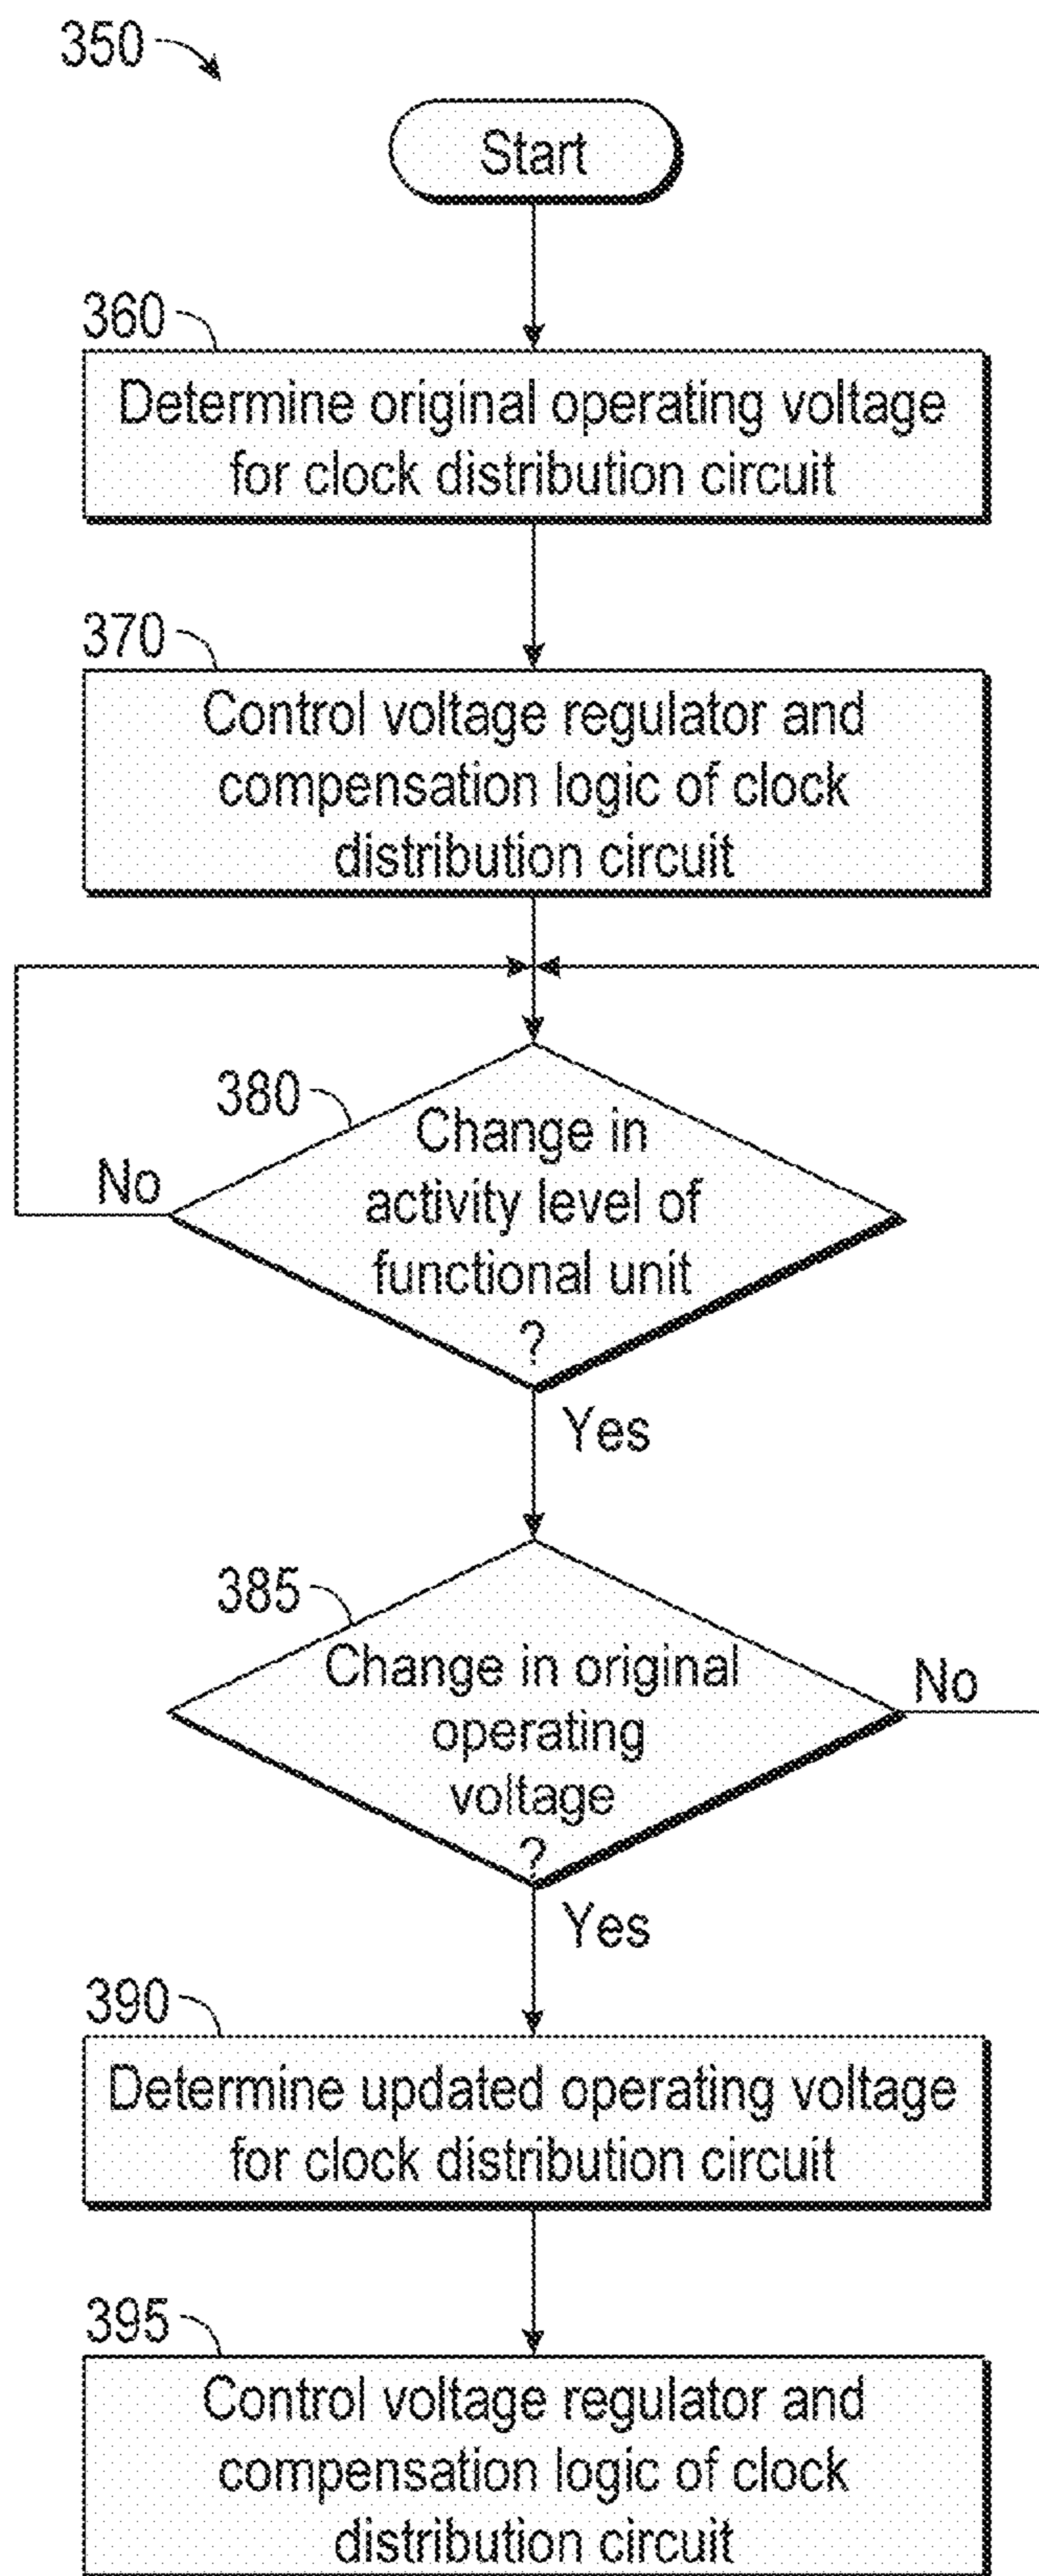 350
Start
360
Determine original operating voltage
for clock distribution circuit
370
Control voltage regulator and
compensation logic of clock
distribution circuit
380
Change in
activity level of
functional unit
?
No
Yes
385
Change in original
operating
voltage
?
No
Yes
390
Determine updated operating voltage
for clock distribution circuit
395
Control voltage regulator and
compensation logic of clock
distribution circuit